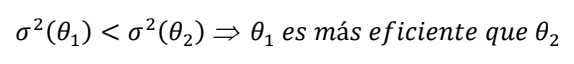 σ²(θ₁) < σ²(θ₂) ⇒ θ₁ es más eficiente que θ₂